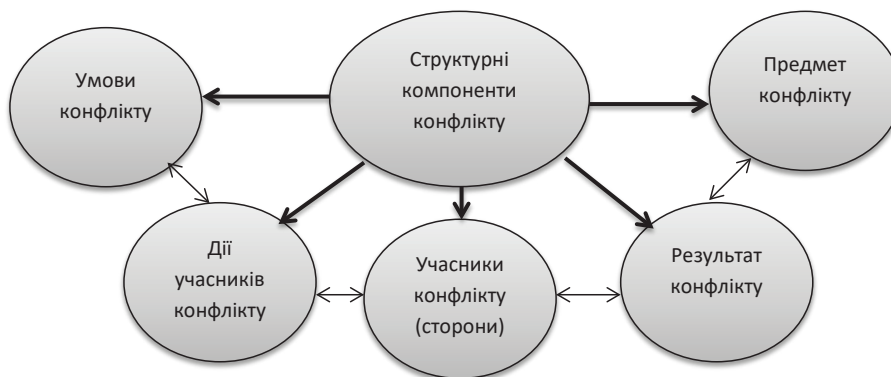 Умови
конфлікту
Структурні
компоненти
конфлікту
Предмет
конфлікту
Дії
учасників
конфлікту
Учасники
конфлікту
(сторони)
Результат
конфлікту